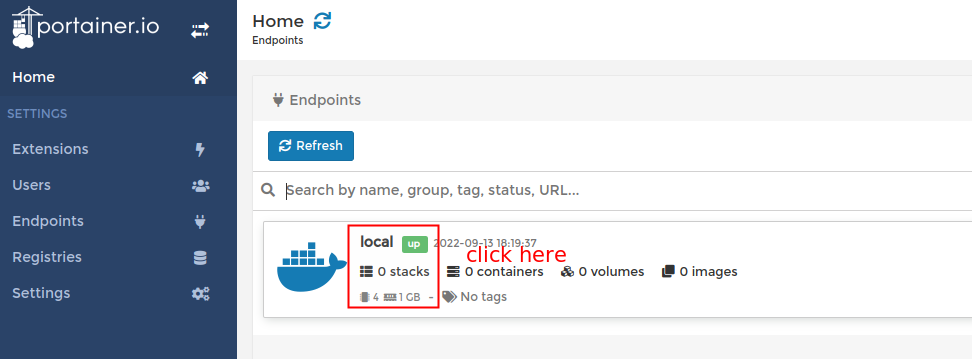 portainer.io
Home
SETTINGS
Extensions
Users
Endpoints
Registries
Settings
Home
Endpoints
Endpoints
Refresh
Search by name, group, tag, status, URL...
local up 2022-09-13 18:19:37
click here
0 stacks 0 containers 0 volumes 0 images
4 1 GB - No tags